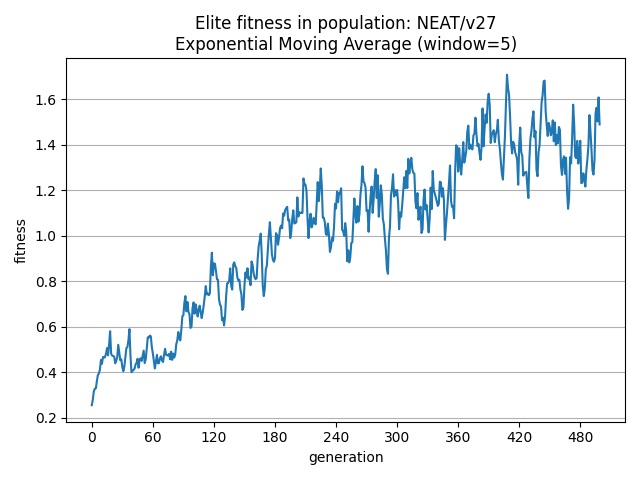 Elite fitness in population: NEAT/v27
Exponential Moving Average (window=5)
fitness
1.6
1.4
1.2
1.0
0.8
0.6
0.4
0.2
0 60 120 180 240 300 360 420 480
generation